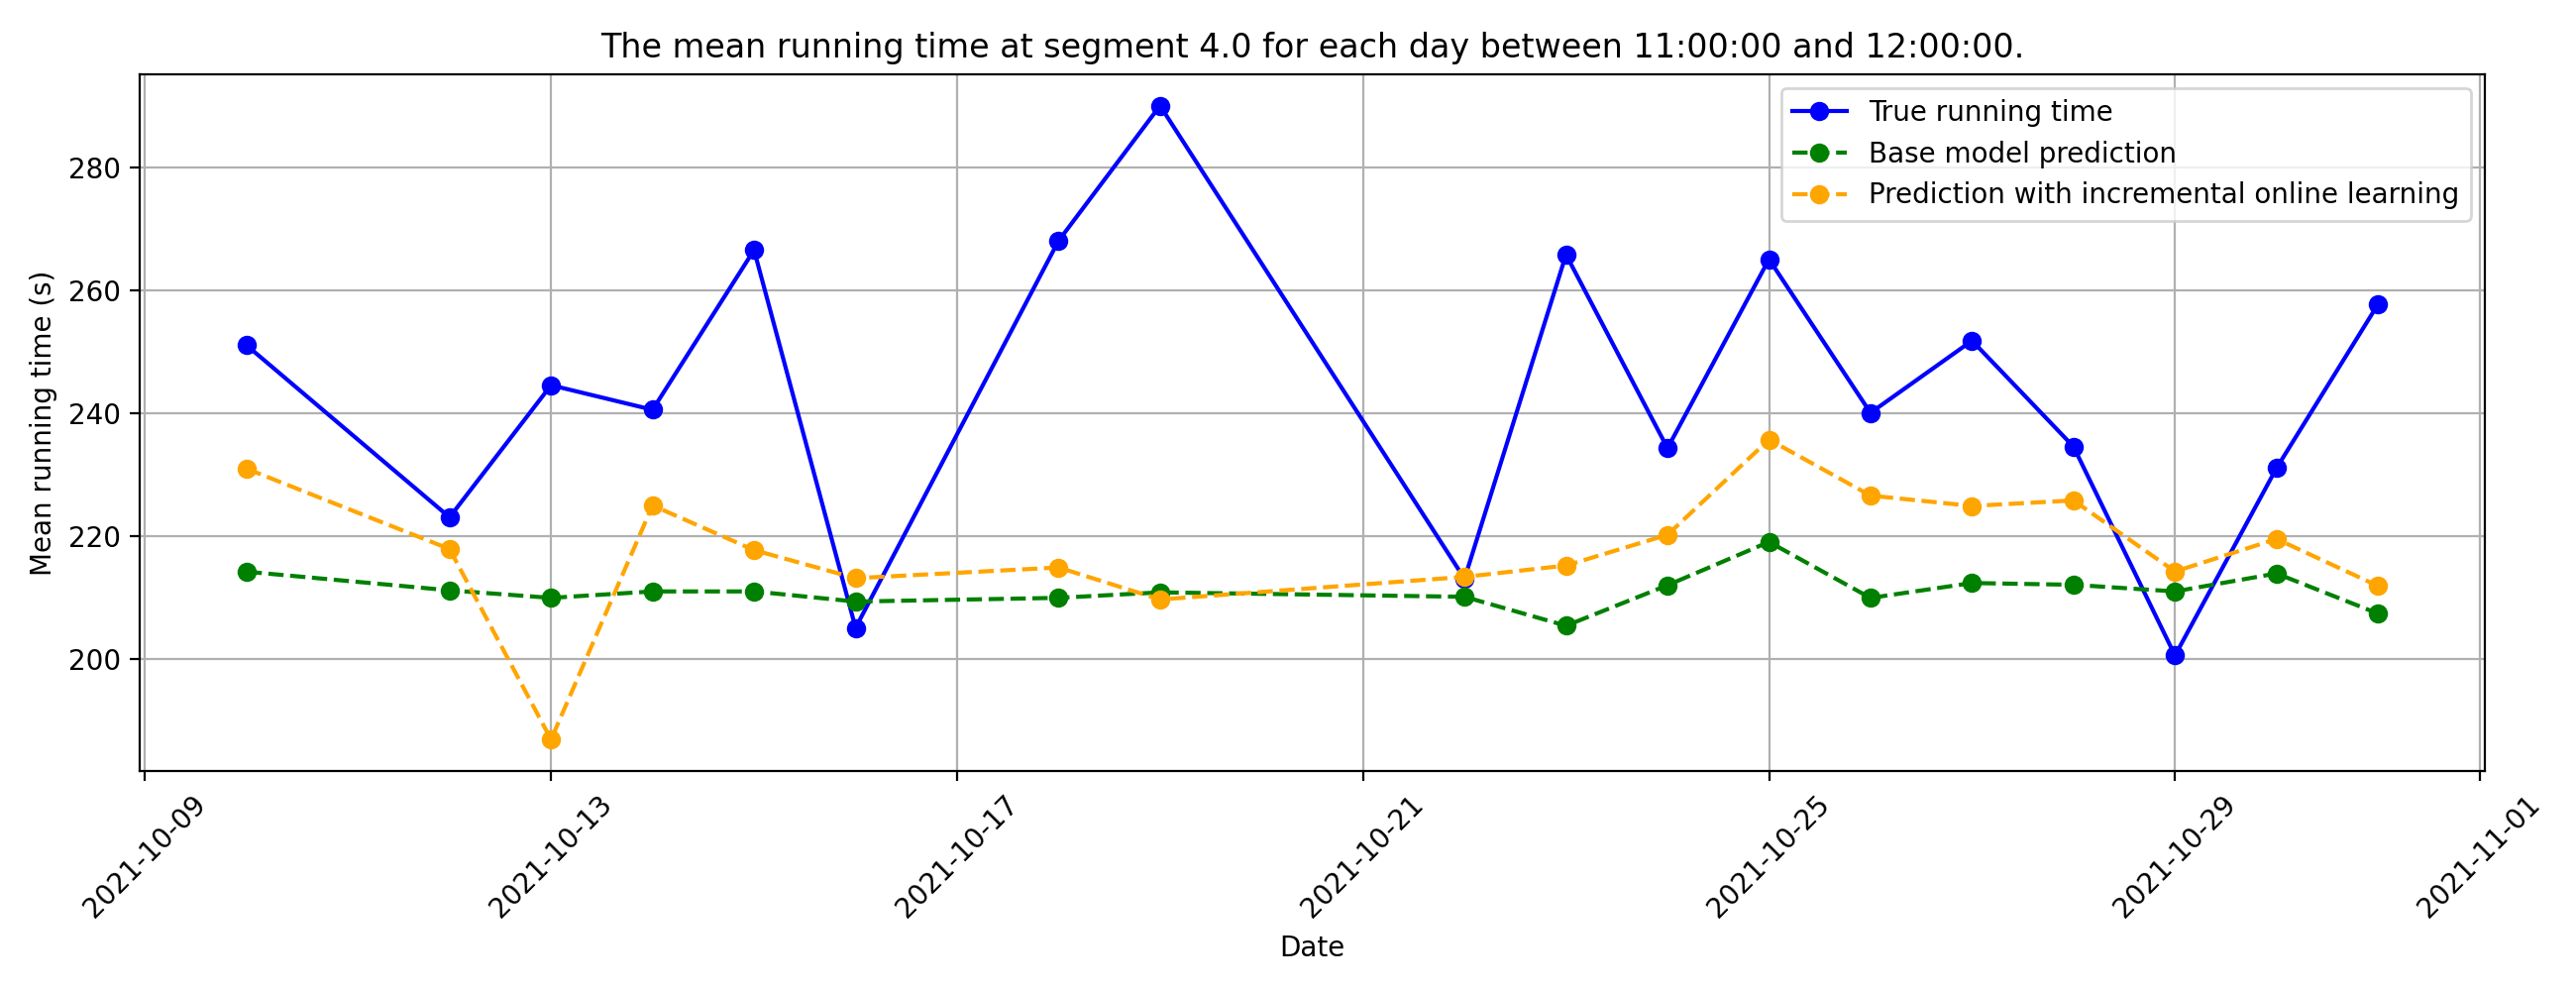 The mean running time at segment 4.0 for each day between 11:00:00 and 12:00:00.
True running time
Base model prediction
Prediction with incremental online learning
Mean running time (s)
280
260
240
220
200
2021-10-09
2021-10-13
2021-10-17
2021-10-21
2021-10-25
2021-10-29
2021-11-01
Date